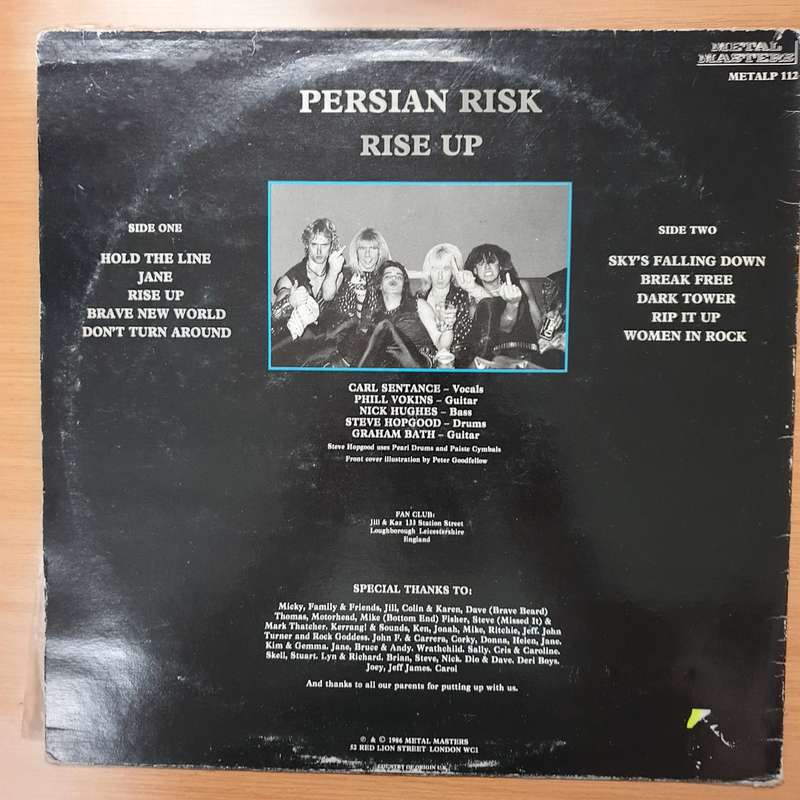 METAL
MASTERS
METALP 112
PERSIAN RISK
RISE UP
SIDE ONE
HOLD THE LINE
JANE
RISE UP
BRAVE NEW WORLD
DON'T TURN AROUND
SIDE TWO
SKY'S FALLING DOWN
BREAK FREE
DARK TOWER
RIP IT UP
WOMEN IN ROCK
CARL SENTANCE – Vocals
PHILL VOKINS – Guitar
NICK HUGHES – Bass
STEVE HOPGOOD – Drums
GRAHAM BATH – Guitar
Steve Hopgood uses Pearl Drums and Paiste Cymbals
Front cover illustration by Peter Goodfellow
FAN CLUB:
Jill & Kaz 133 Station Street
Loughborough Leicestershire
England
SPECIAL THANKS TO:
Micky, Family & Friends, Jill, Colin & Karen, Dave (Brave Beard)
Thomas, Motorhead, Mike (Bottom End) Fisher, Steve (Missed It) &
Mark Thatcher. Kerrang! & Sounds, Ken, Jonah, Mike, Ritchie, Jeff. John
Turner and Rock Goddess. John F. & Carrera, Corky, Donna, Helen, Jane.
Kim & Gemma. Jane, Bruce & Andy. Wrathchild. Sally. Cris & Caroline.
Skell, Stuart. Lyn & Richard. Brian, Steve, Nick. Dio & Dave. Deri Boys.
Joey, Jeff James. Carol
And thanks to all our parents for putting up with us.
℗ & © 1986 METAL MASTERS
52 RED LION STREET LONDON WC1
COUNTRY OF ORIGIN U.K.